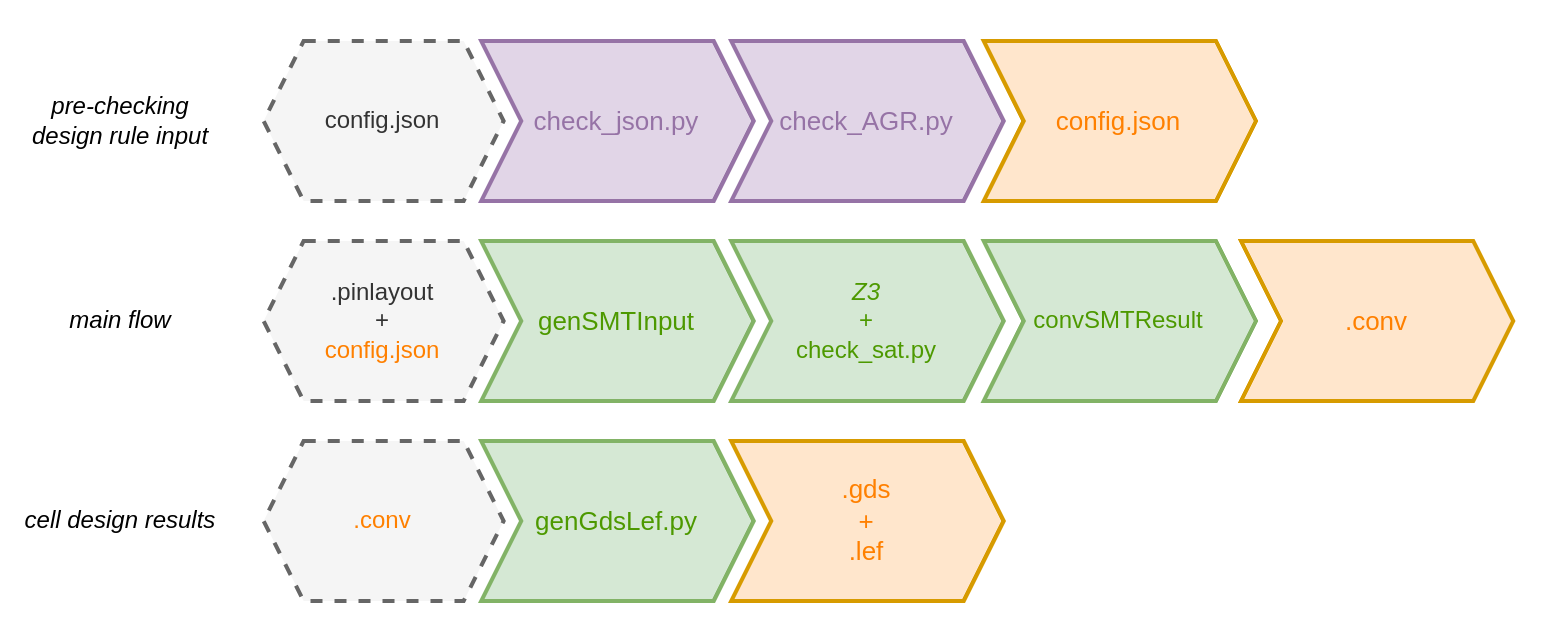 pre-checking
design rule input
config.json
check_json.py
check_AGR.py
config.json
main flow
.pinlayout
+
config.json
genSMTInput
Z3
+
check_sat.py
convSMTResult
.conv
cell design results
.conv
genGdsLef.py
.gds
+
.lef